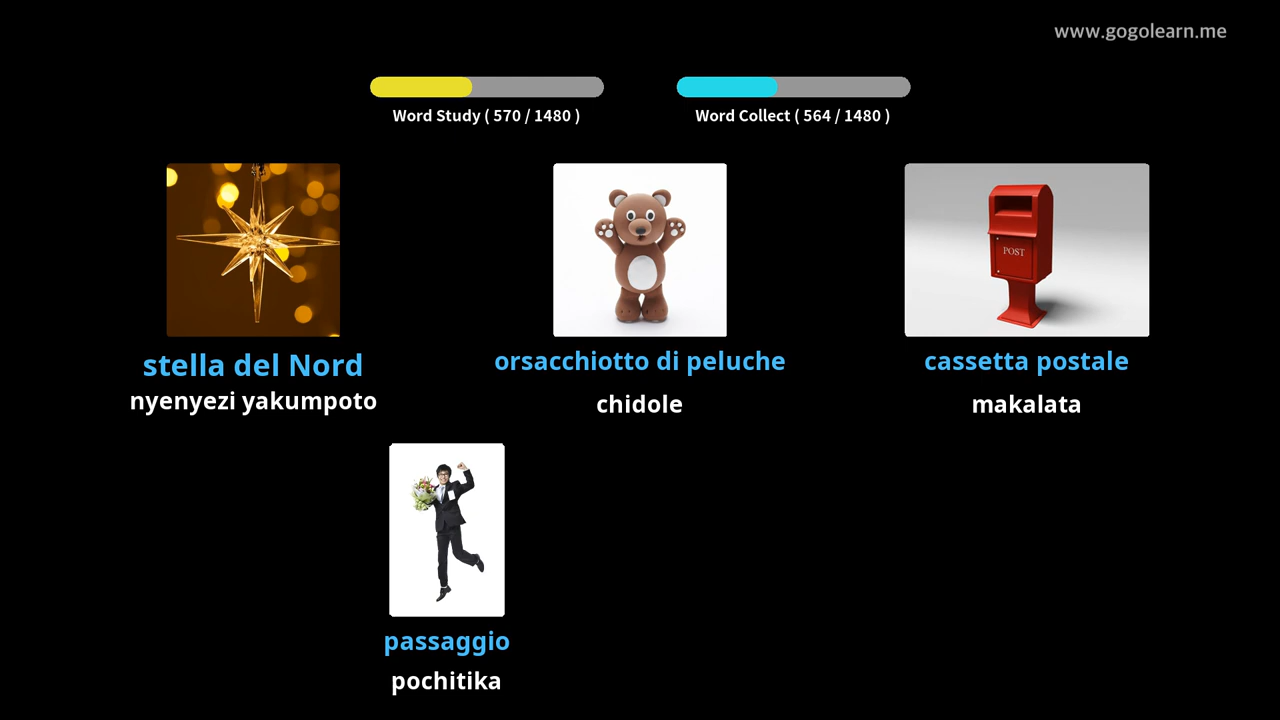 www.gogolearn.me
Word Study ( 570 / 1480 )
Word Collect ( 564 / 1480 )
POST
stella del Nord
nyenyezi yakumpoto
orsacchiotto di peluche
chidole
cassetta postale
makalata
passaggio
pochitika